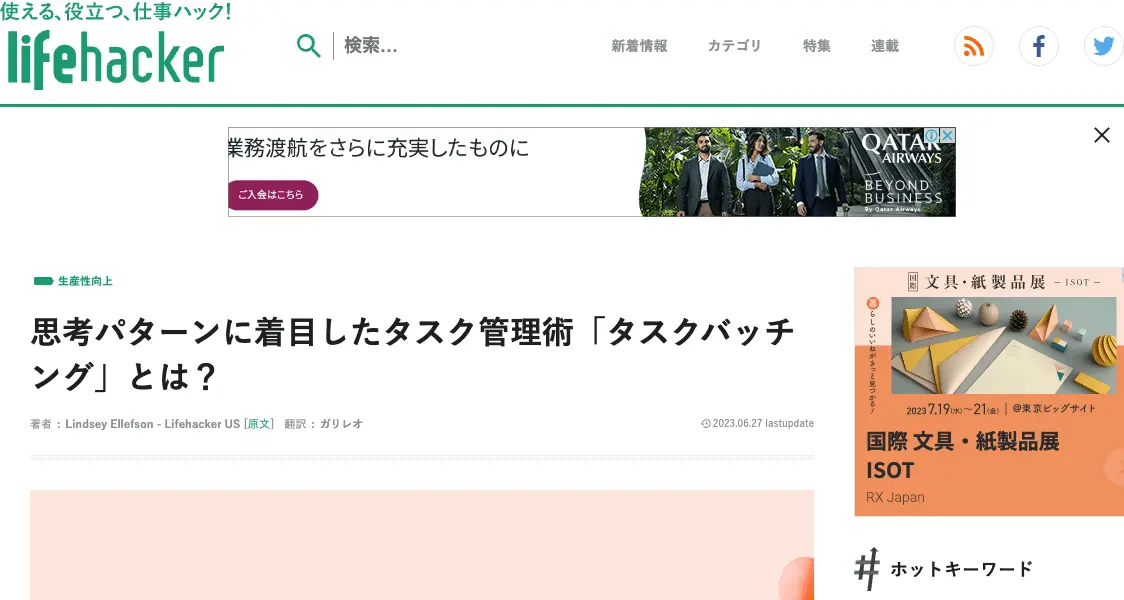 使える、役立つ、仕事ハック！
lifehacker
検索...
新着情報 カテゴリ 特集 連載
業務渡航をさらに充実したものに
ご入会はこちら
QATAR
AIRWAYS
BEYOND
BUSINESS
By Qatar Airways
生産性向上
思考パターンに着目したタスク管理術「タスクバッチ
ング」とは？
著者：Lindsey Ellefson - Lifehacker US [原文] 翻訳：ガリレオ
2023.06.27 lastupdate
国際 文具・紙製品展 – ISOT –
暮らしのいいねがきっと見つかる！
2023 7.19(水)〜21(金) | @東京ビッグサイト
国際 文具・紙製品展
ISOT
RX Japan
#ホットキーワード